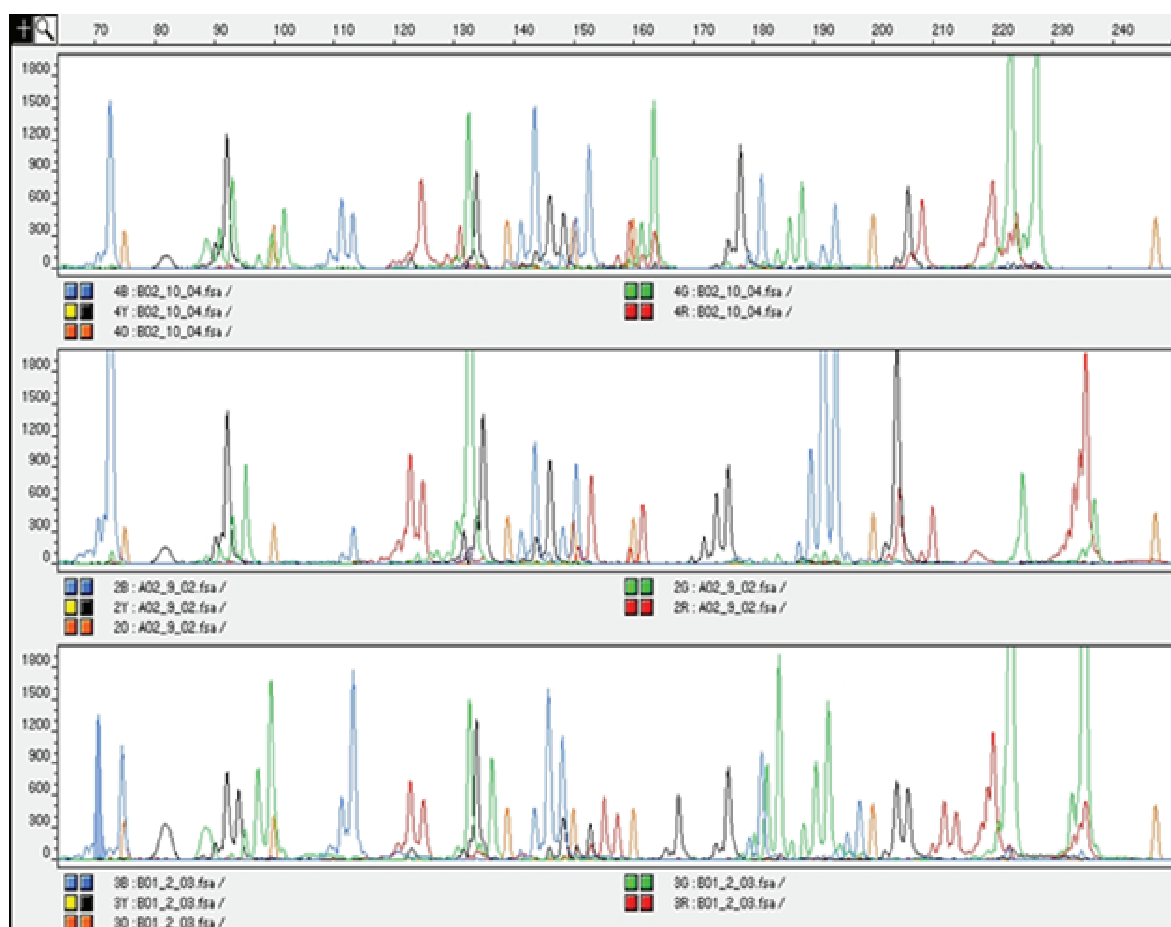 70 80 90 100 110 120 130 140 150 160 170 180 190 200 210 220 230 240
1800
1500
1200
900
600
300
0
4B : B02_10_04.fsa / 4G : B02_10_04.fsa /
4Y : B02_10_04.fsa / 4R : B02_10_04.fsa /
4O : B02_10_04.fsa /
1800
1500
1200
900
600
300
0
2B : A02_9_02.fsa / 2G : A02_9_02.fsa /
2Y : A02_9_02.fsa / 2R : A02_9_02.fsa /
2O : A02_9_02.fsa /
1800
1500
1200
900
600
300
0
3B : B01_2_03.fsa / 3G : B01_2_03.fsa /
3Y : B01_2_03.fsa / 3R : B01_2_03.fsa /
3O : B01_2_03.fsa /